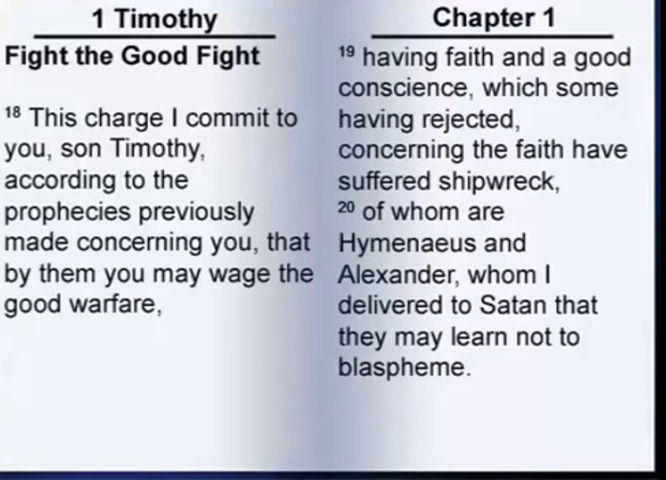 1 Timothy
Fight the Good Fight
¹⁸ This charge I commit to
you, son Timothy,
according to the
prophecies previously
made concerning you, that
by them you may wage the
good warfare,
Chapter 1
¹⁹ having faith and a good
conscience, which some
having rejected,
concerning the faith have
suffered shipwreck,
²⁰ of whom are
Hymenaeus and
Alexander, whom I
delivered to Satan that
they may learn not to
blaspheme.